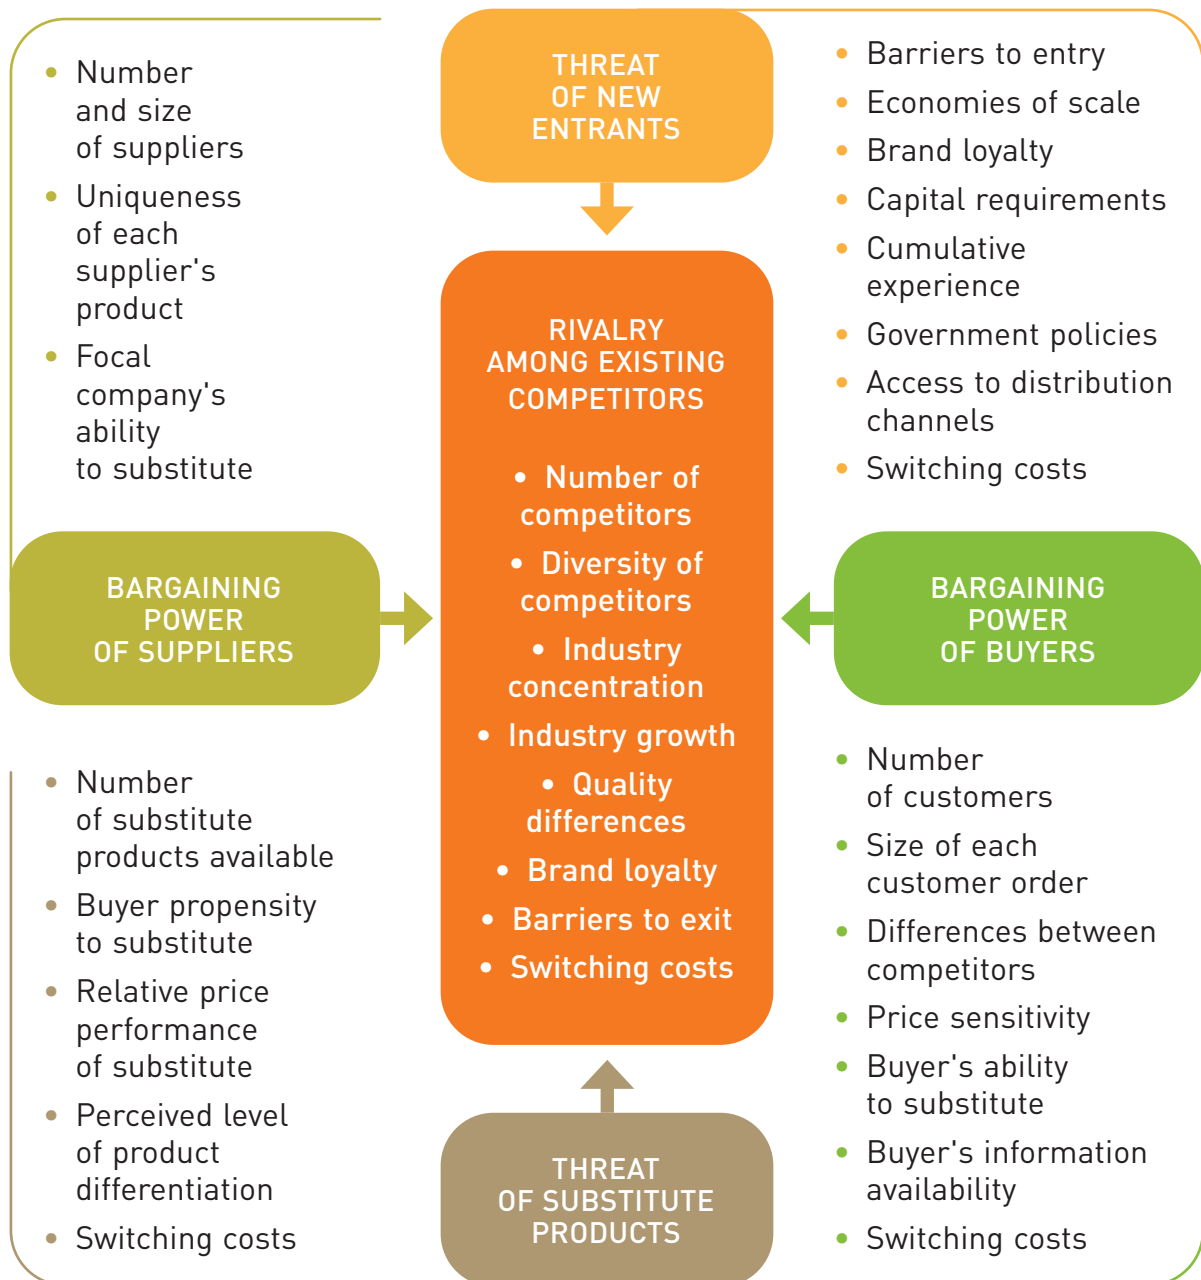 • Number
and size
of suppliers
• Uniqueness
of each
supplier's
product
• Focal
company's
ability
to substitute
THREAT
OF NEW
ENTRANTS
• Barriers to entry
• Economies of scale
• Brand loyalty
• Capital requirements
• Cumulative
experience
• Government policies
• Access to distribution
channels
• Switching costs
BARGAINING
POWER
OF SUPPLIERS
RIVALRY
AMONG EXISTING
COMPETITORS
• Number of
competitors
• Diversity of
competitors
• Industry
concentration
• Industry growth
• Quality
differences
• Brand loyalty
• Barriers to exit
• Switching costs
BARGAINING
POWER
OF BUYERS
• Number
of substitute
products available
• Buyer propensity
to substitute
• Relative price
performance
of substitute
• Perceived level
of product
differentiation
• Switching costs
THREAT
OF SUBSTITUTE
PRODUCTS
• Number
of customers
• Size of each
customer order
• Differences between
competitors
• Price sensitivity
• Buyer's ability
to substitute
• Buyer's information
availability
• Switching costs